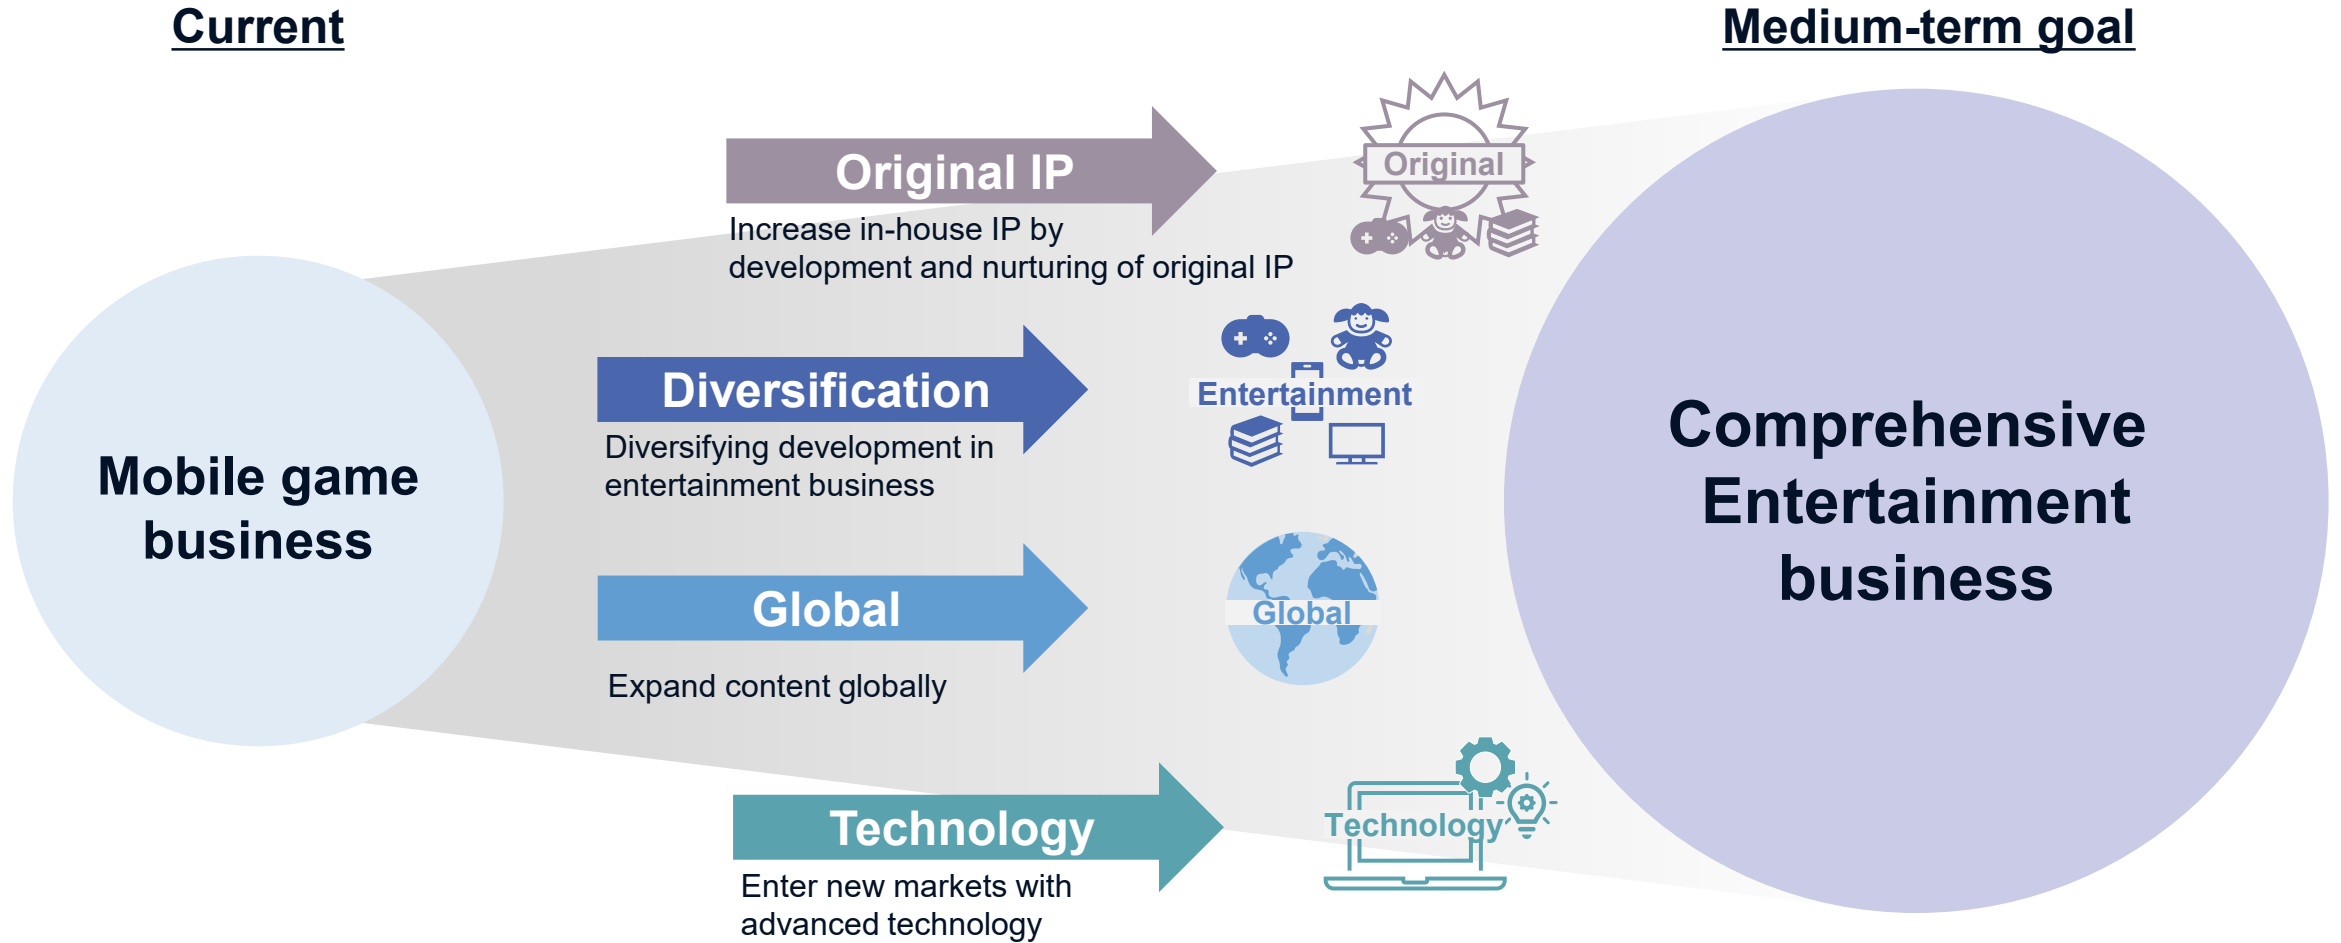 Current
Medium-term goal
Original IP
Increase in-house IP by
development and nurturing of original IP
Original
Diversification
Diversifying development in
entertainment business
Entertainment
Mobile game
business
Global
Expand content globally
Global
Technology
Enter new markets with
advanced technology
Technology
Comprehensive
Entertainment
business